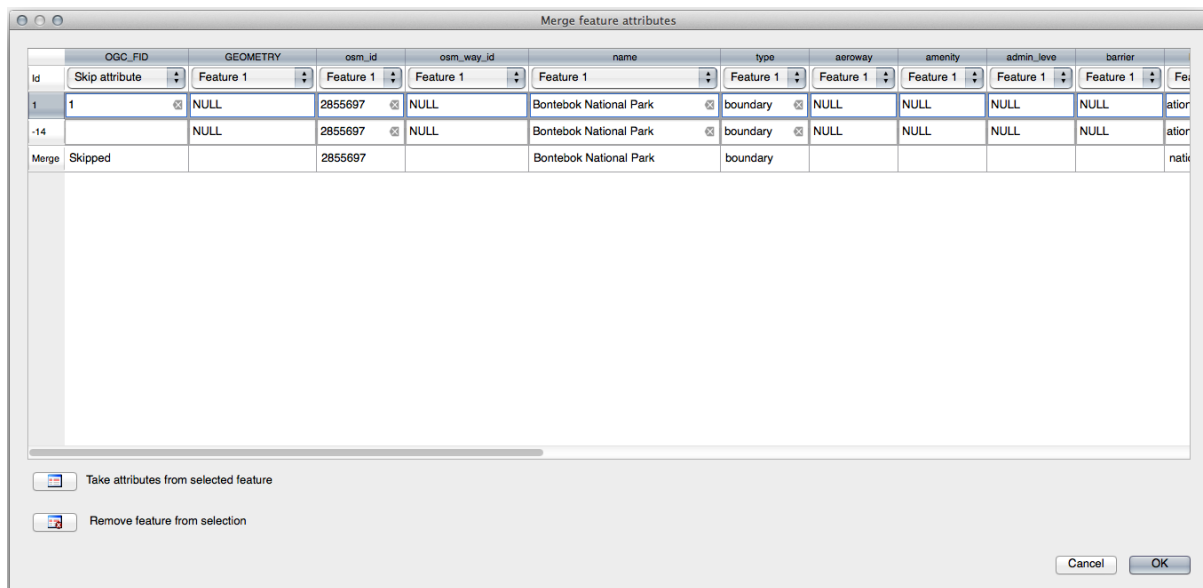 Merge feature attributes
OGC_FID GEOMETRY osm_id osm_way_id name type aeroway amenity admin_leve barrier
Id Skip attribute Feature 1 Feature 1 Feature 1 Feature 1 Feature 1 Feature 1 Feature 1 Feature 1 Feature 1 Fea
1 1 NULL 2855697 NULL Bontebok National Park boundary NULL NULL NULL NULL ation
-14 NULL 2855697 NULL Bontebok National Park boundary NULL NULL NULL NULL ation
Merge Skipped 2855697 Bontebok National Park boundary natio
Take attributes from selected feature
Remove feature from selection
Cancel OK